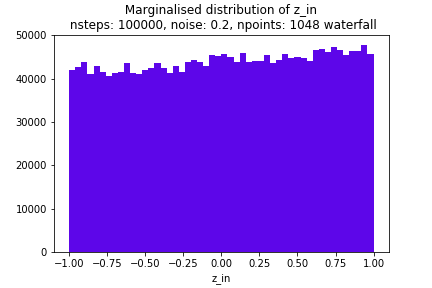 Marginalised distribution of z_in
nsteps: 100000, noise: 0.2, npoints: 1048 waterfall
50000
40000
30000
20000
10000
0
−1.00 −0.75 −0.50 −0.25 0.00 0.25 0.50 0.75 1.00
z_in